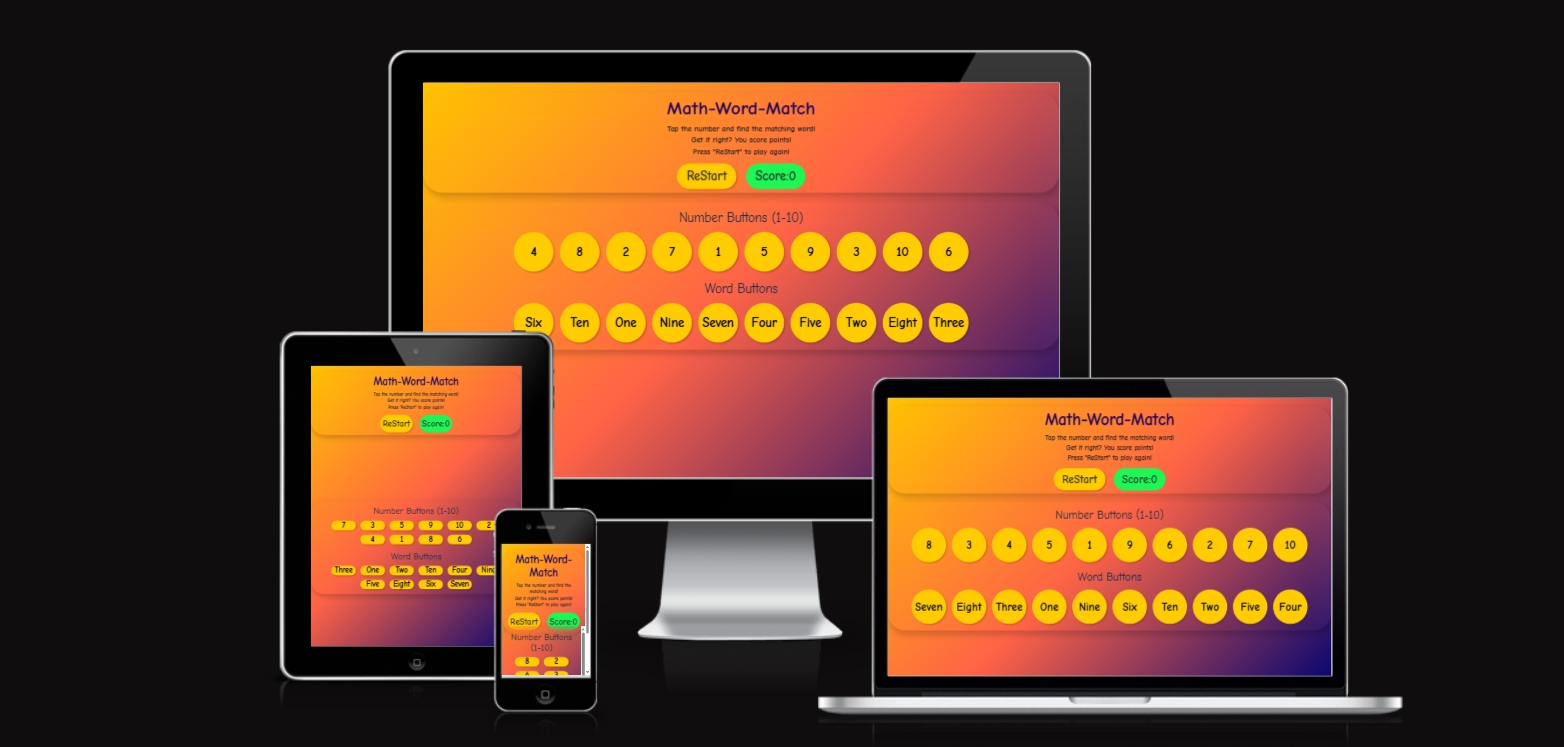 Math-Word-Match
Tap the number and find the matching word!
Get it right? You score points!
Press "ReStart" to play again!
ReStart Score:0
Number Buttons (1-10)
4 8 2 7 1 5 9 3 10 6
Word Buttons
Six Ten One Nine Seven Four Five Two Eight Three
Math-Word-Match
Tap the number and find the matching word!
Get it right? You score points!
Press "ReStart" to play again!
ReStart Score:0
Number Buttons (1-10)
7 3 5 9 10 2
4 1 8 6
Word Buttons
Three One Two Ten Four Nine
Five Eight Six Seven
Math-Word-
Match
Tap the number and find the
matching word!
Get it right? You score points!
Press "ReStart" to play again!
ReStart Score:0
Number Buttons
(1-10)
8 2
Math-Word-Match
Tap the number and find the matching word!
Get it right? You score points!
Press "ReStart" to play again!
ReStart Score:0
Number Buttons (1-10)
8 3 4 5 1 9 6 2 7 10
Word Buttons
Seven Eight Three One Nine Six Ten Two Five Four